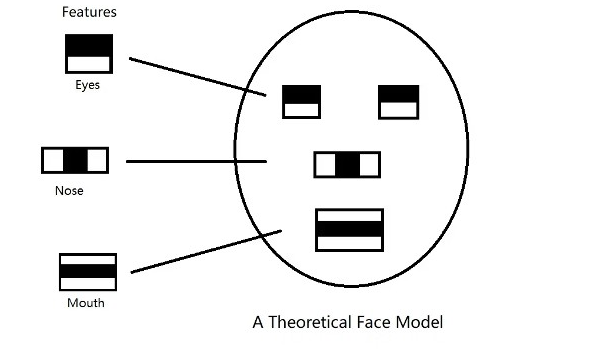 Features
Eyes
Nose
Mouth
A Theoretical Face Model